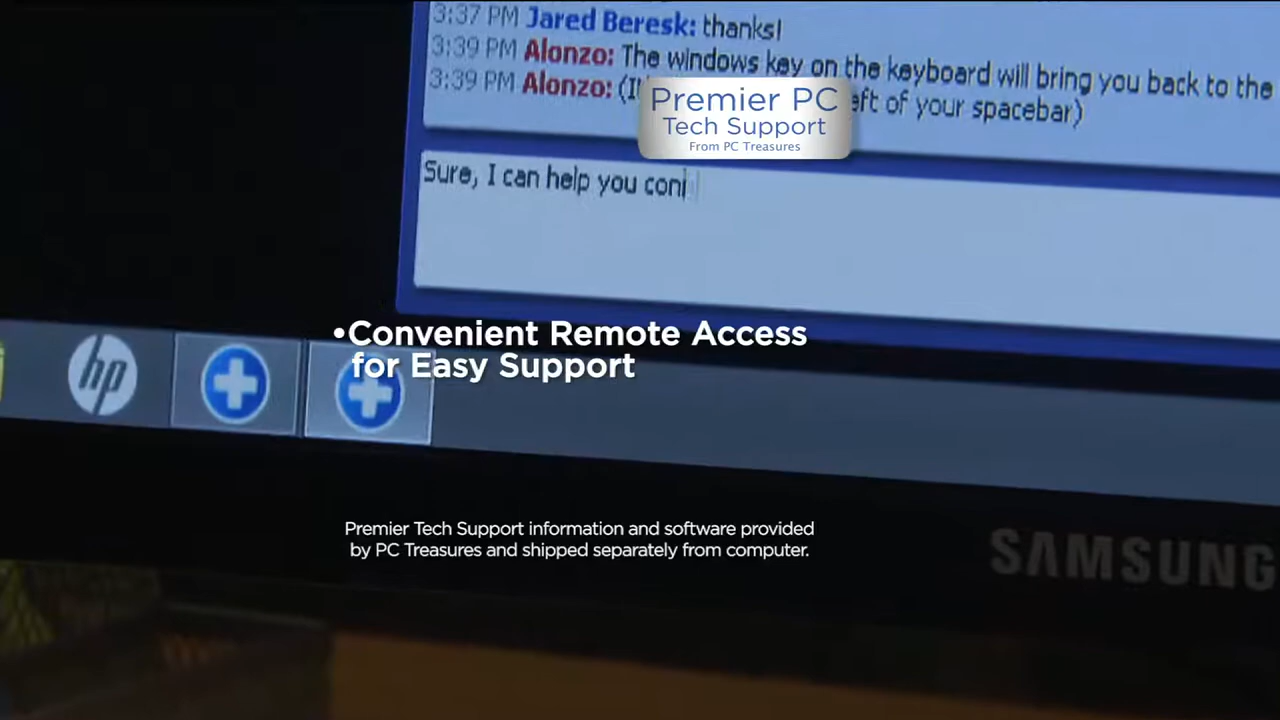 3:37 PM Jared Beresk: thanks!
3:39 PM Alonzo: The windows key on the keyboard will bring you back to the
3:39 PM Alonzo: eft of your spacebar)
Premier PC
Tech Support
From PC Treasures
Sure, I can help you coni
•Convenient Remote Access
for Easy Support
hp
Premier Tech Support information and software provided
by PC Treasures and shipped separately from computer.
SAMSUNG